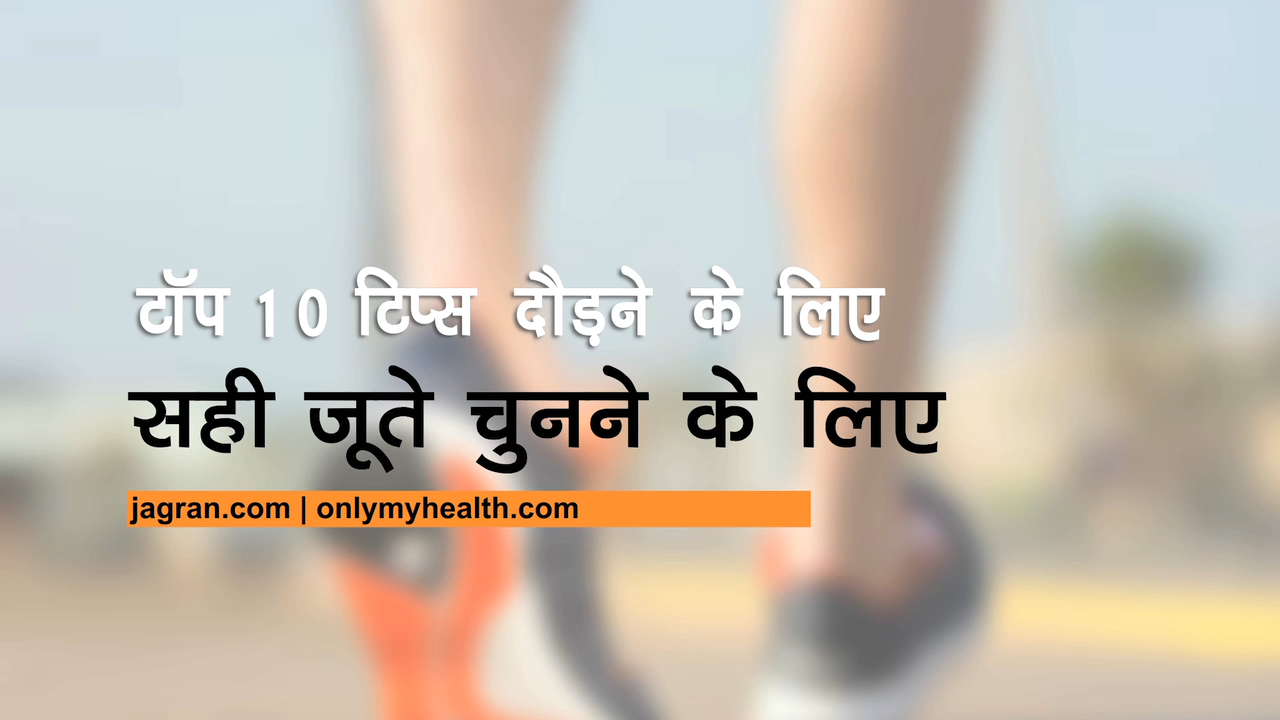 टॉप 10 टिप्स दौड़ने के लिए
सही जूते चुनने के लिए
jagran.com | onlymyhealth.com